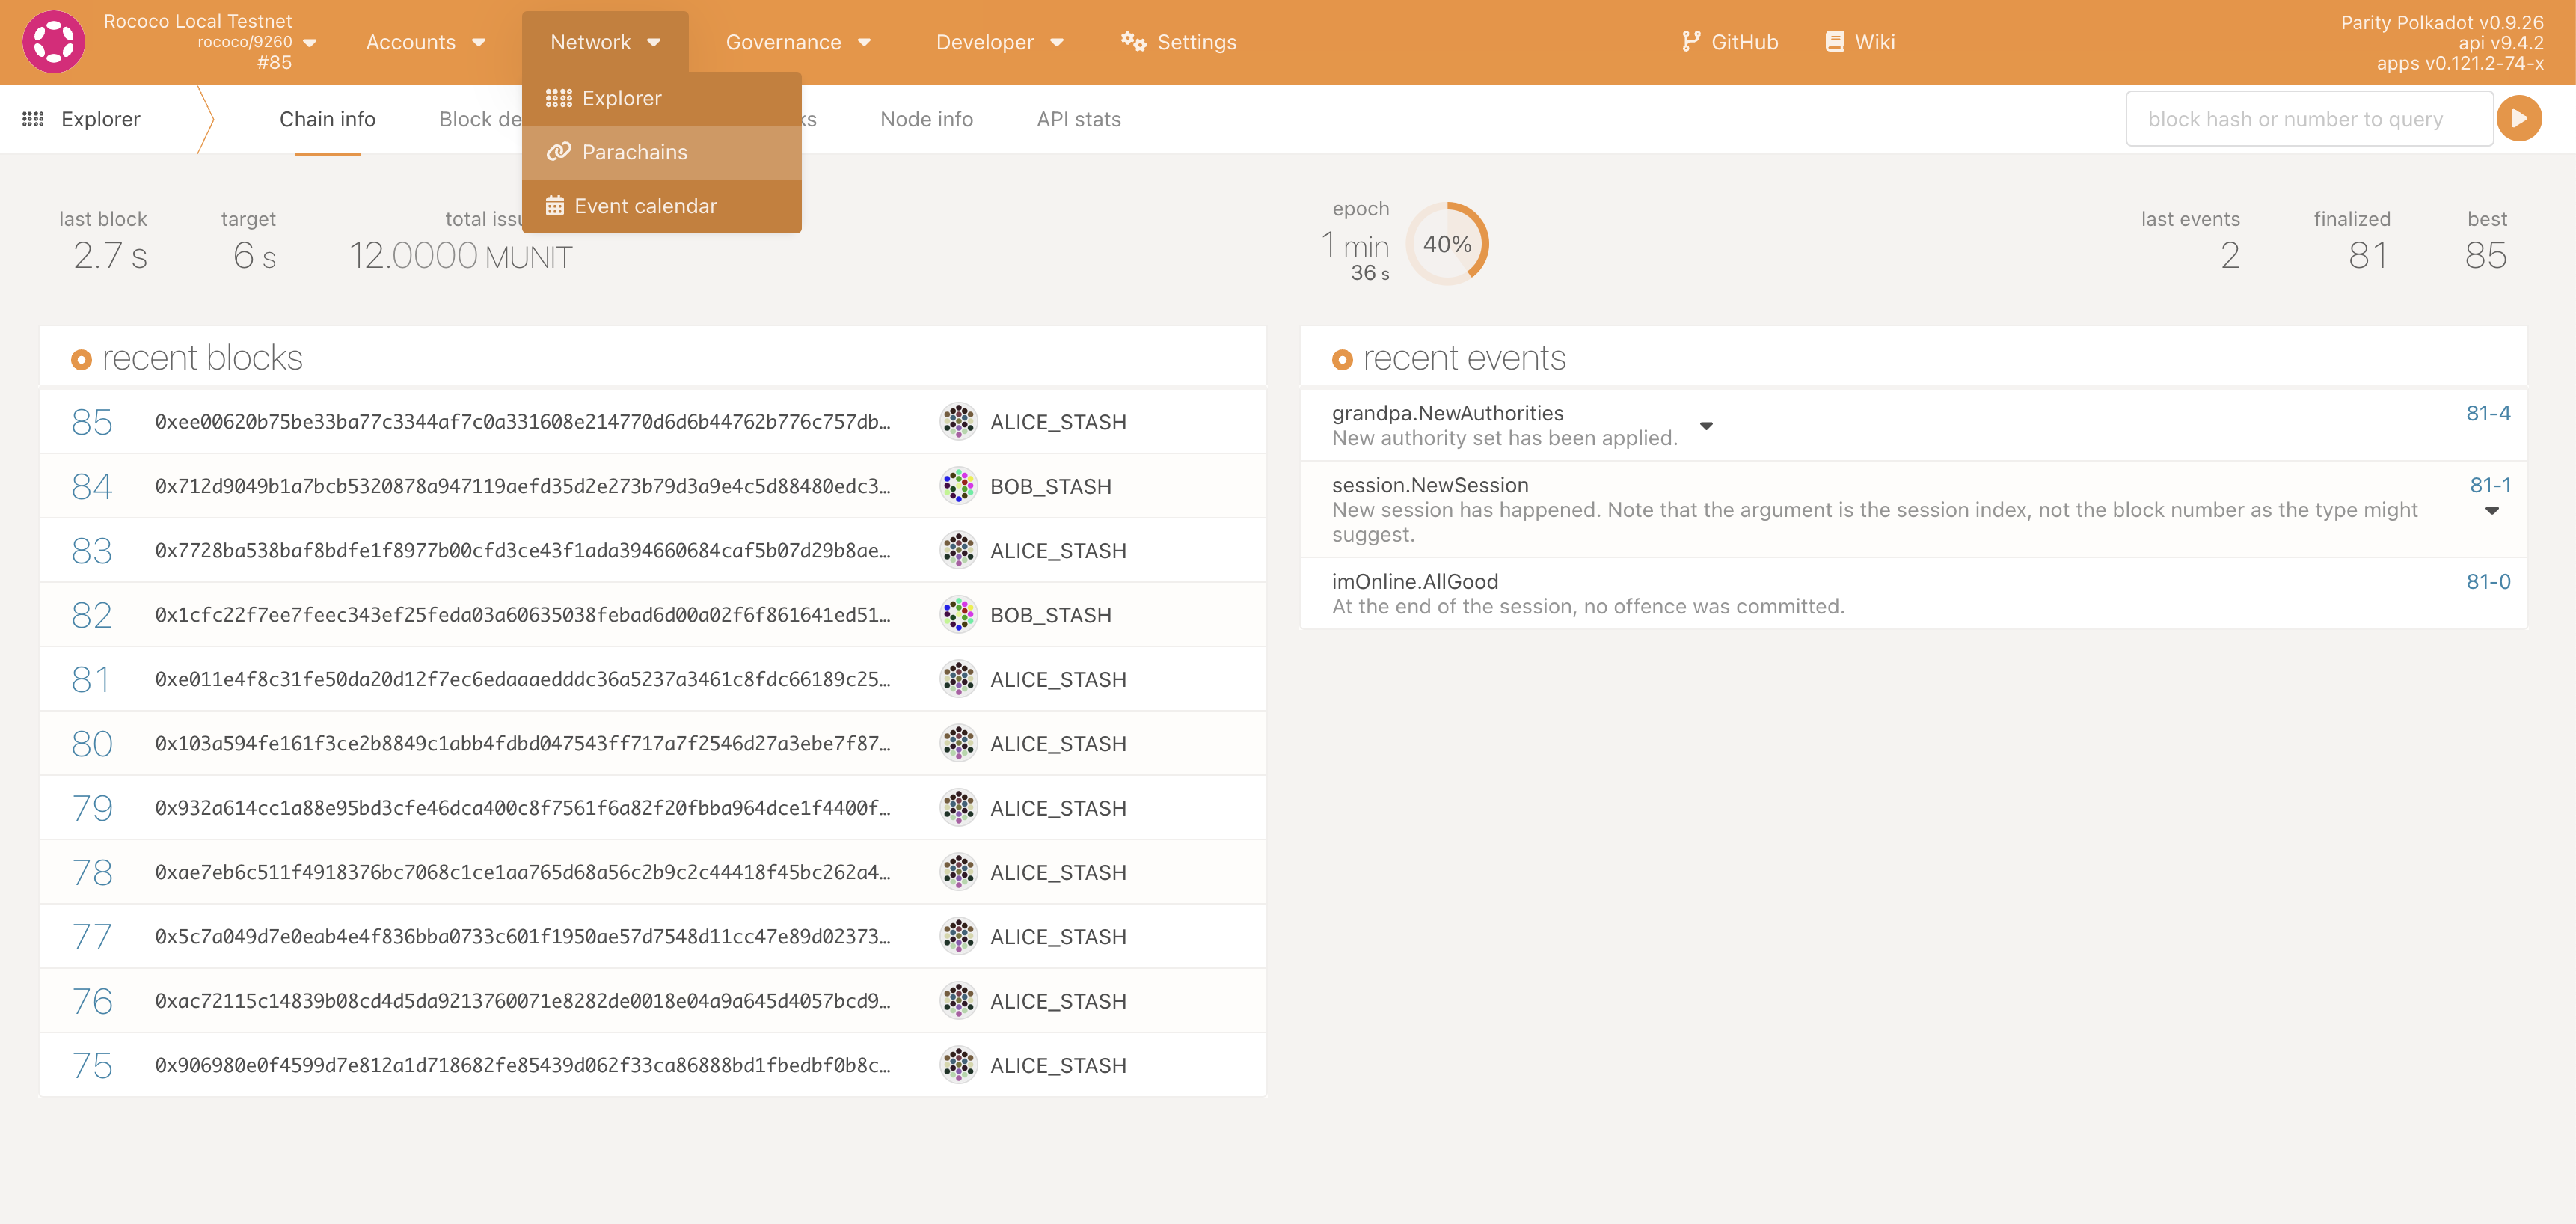 Rococo Local Testnet
rococo/9260
#85
Accounts
Network
Governance
Developer
Settings
GitHub
Wiki
Parity Polkadot v0.9.26
api v9.4.2
apps v0.121.2-74-x
Explorer
Parachains
Event calendar
Explorer
Chain info
Block de
ks
Node info
API stats
block hash or number to query
last block
2.7 s
target
6 s
total issu
12.0000 MUNIT
epoch
1 min
36 s
40%
last events
2
finalized
81
best
85
recent blocks
85 0xee00620b75be33ba77c3344af7c0a331608e214770d6d6b44762b776c757db... ALICE_STASH
84 0x712d9049b1a7bcb5320878a947119aefd35d2e273b79d3a9e4c5d88480edc3... BOB_STASH
83 0x7728ba538baf8bdfe1f8977b00cfd3ce43f1ada394660684caf5b07d29b8ae... ALICE_STASH
82 0x1cfc22f7ee7feec343ef25feda03a60635038febad6d00a02f6f861641ed51... BOB_STASH
81 0xe011e4f8c31fe50da20d12f7ec6edaaaedddc36a5237a3461c8fdc66189c25... ALICE_STASH
80 0x103a594fe161f3ce2b8849c1abb4fdbd047543ff717a7f2546d27a3ebe7f87... ALICE_STASH
79 0x932a614cc1a88e95bd3cfe46dca400c8f7561f6a82f20fbba964dce1f4400f... ALICE_STASH
78 0xae7eb6c511f4918376bc7068c1ce1aa765d68a56c2b9c2c44418f45bc262a4... ALICE_STASH
77 0x5c7a049d7e0eab4e4f836bba0733c601f1950ae57d7548d11cc47e89d02373... ALICE_STASH
76 0xac72115c14839b08cd4d5da9213760071e8282de0018e04a9a645d4057bcd9... ALICE_STASH
75 0x906980e0f4599d7e812a1d718682fe85439d062f33ca86888bd1fbedbf0b8c... ALICE_STASH
recent events
grandpa.NewAuthorities 81-4
New authority set has been applied.
session.NewSession 81-1
New session has happened. Note that the argument is the session index, not the block number as the type might
suggest.
imOnline.AllGood 81-0
At the end of the session, no offence was committed.